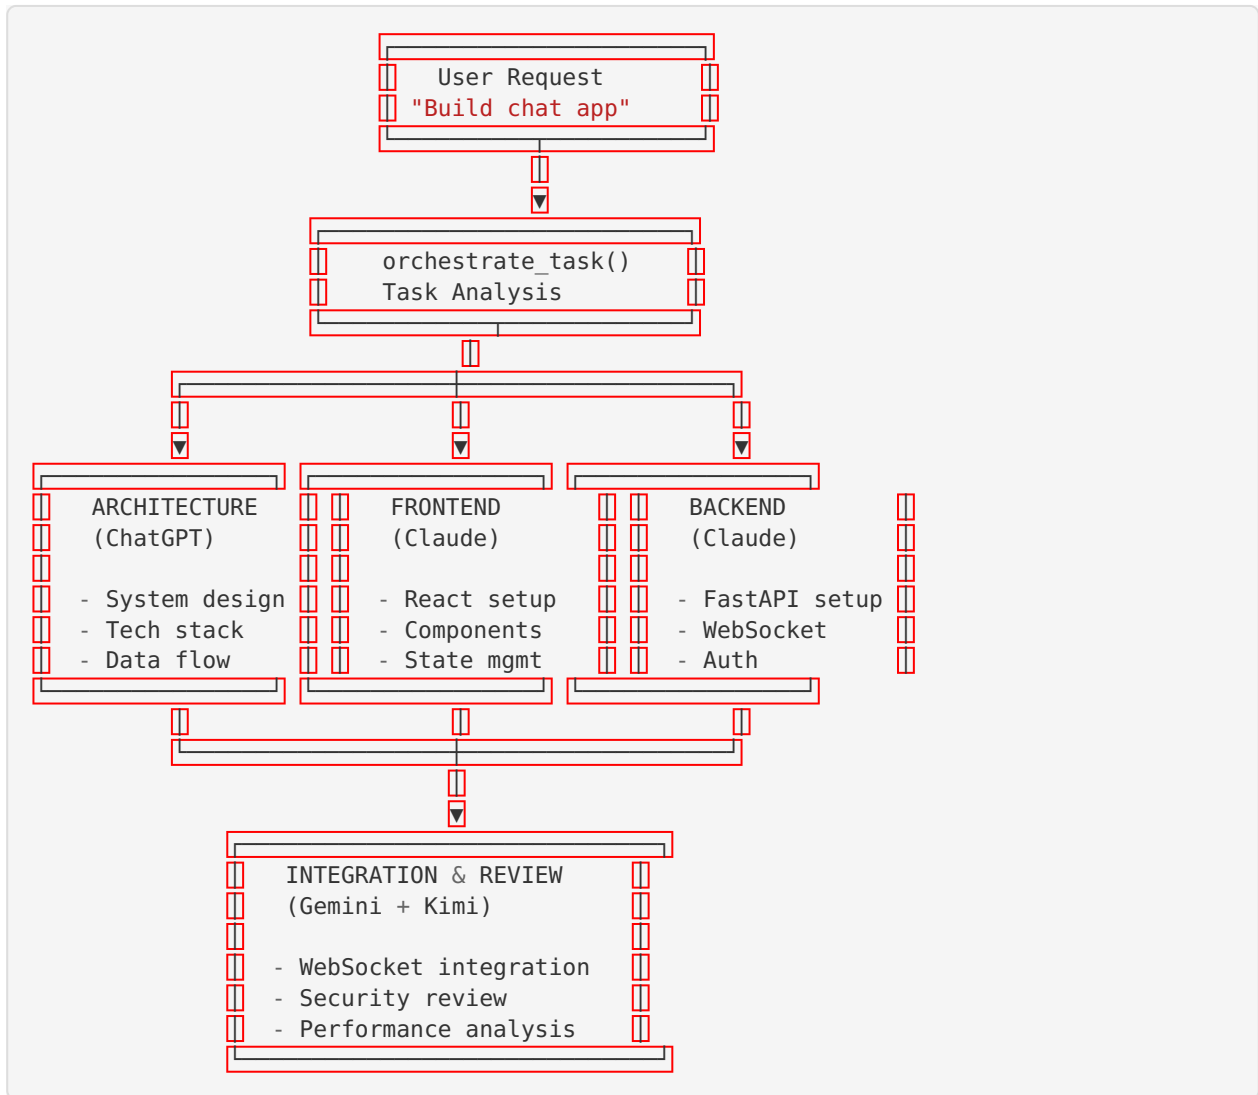 User Request
"Build chat app"
orchestrate_task()
Task Analysis
ARCHITECTURE
(ChatGPT)
- System design
- Tech stack
- Data flow
FRONTEND
(Claude)
- React setup
- Components
- State mgmt
BACKEND
(Claude)
- FastAPI setup
- WebSocket
- Auth
INTEGRATION & REVIEW
(Gemini + Kimi)
- WebSocket integration
- Security review
- Performance analysis